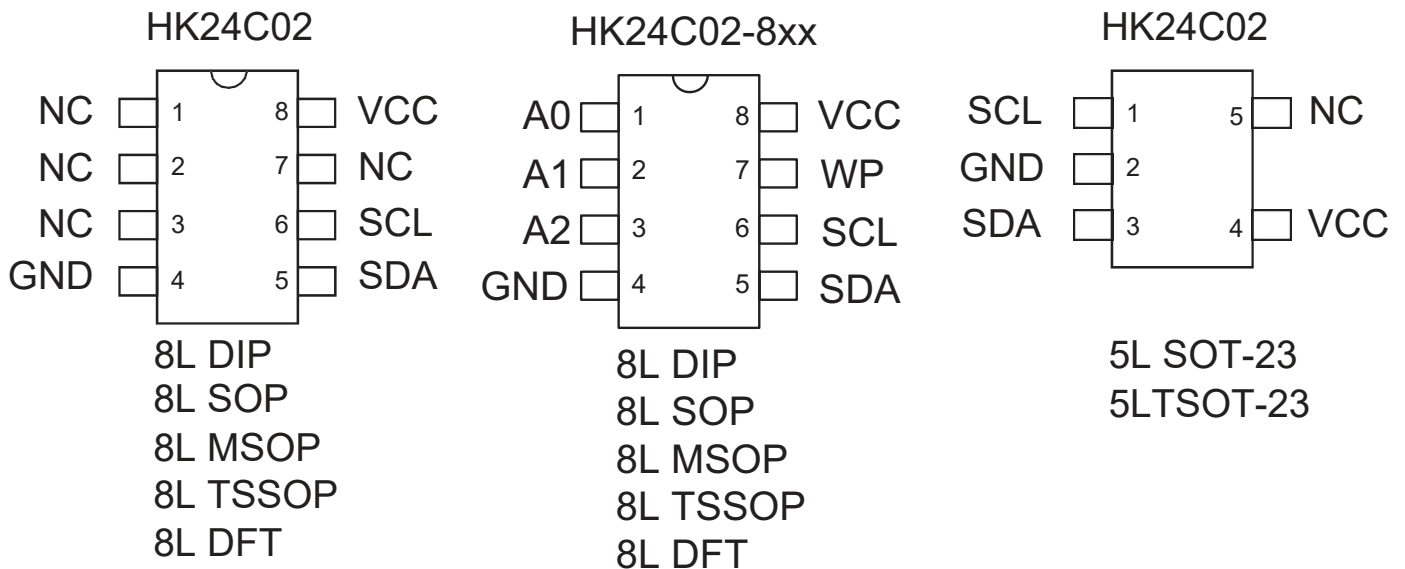 HK24C02
NC 1 8 VCC
NC 2 7 NC
NC 3 6 SCL
GND 4 5 SDA
8L DIP
8L SOP
8L MSOP
8L TSSOP
8L DFT
HK24C02-8xx
A0 1 8 VCC
A1 2 7 WP
A2 3 6 SCL
GND 4 5 SDA
8L DIP
8L SOP
8L MSOP
8L TSSOP
8L DFT
HK24C02
SCL 1 5 NC
GND 2
SDA 3 4 VCC
5L SOT-23
5LTSOT-23